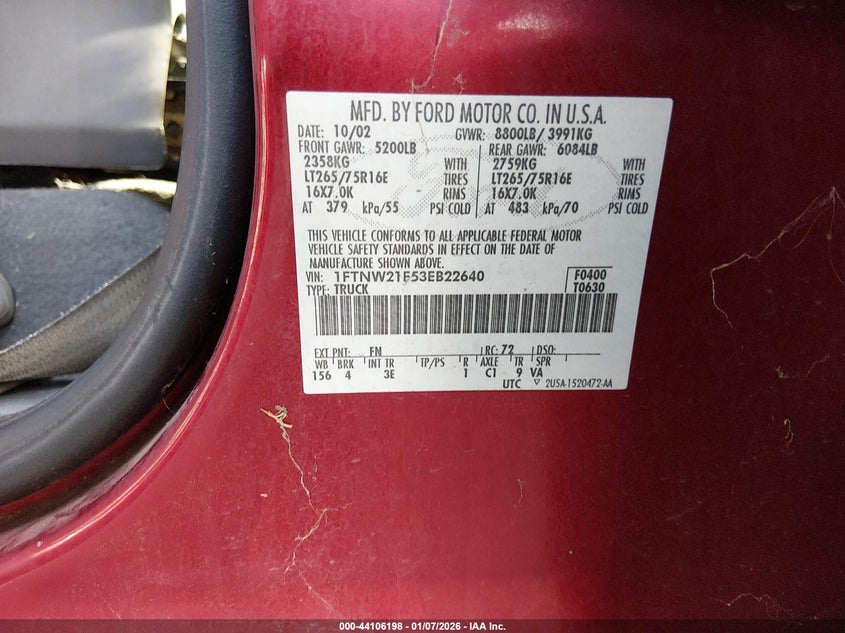 MFD. BY FORD MOTOR CO. IN U.S.A.
DATE: 10/02 GVWR: 8800LB/ 3991KG
FRONT GAWR: 5200LB REAR GAWR: 6084LB
2358KG WITH 2759KG WITH
LT265/75R16E TIRES LT265/75R16E TIRES
16X7.0K RIMS 16X7.0K RIMS
AT 379 kPa/55 PSI COLD AT 483 kPa/70 PSI COLD
THIS VEHICLE CONFORMS TO ALL APPLICABLE FEDERAL MOTOR
VEHICLE SAFETY STANDARDS IN EFFECT ON THE DATE OF
MANUFACTURE SHOWN ABOVE.
VIN: 1FTNW21F53EB22640 F0400
TYPE: TRUCK T0630
EXT PNT: FN RC: 72 DSO:
WB BRK INT TR TP/PS R AXLE TR SPR
156 4 3E 1 C1 9 VA
UTC ▽ 2USA-1520472-AA
000-44106198 - 01/07/2026 - IAA Inc.